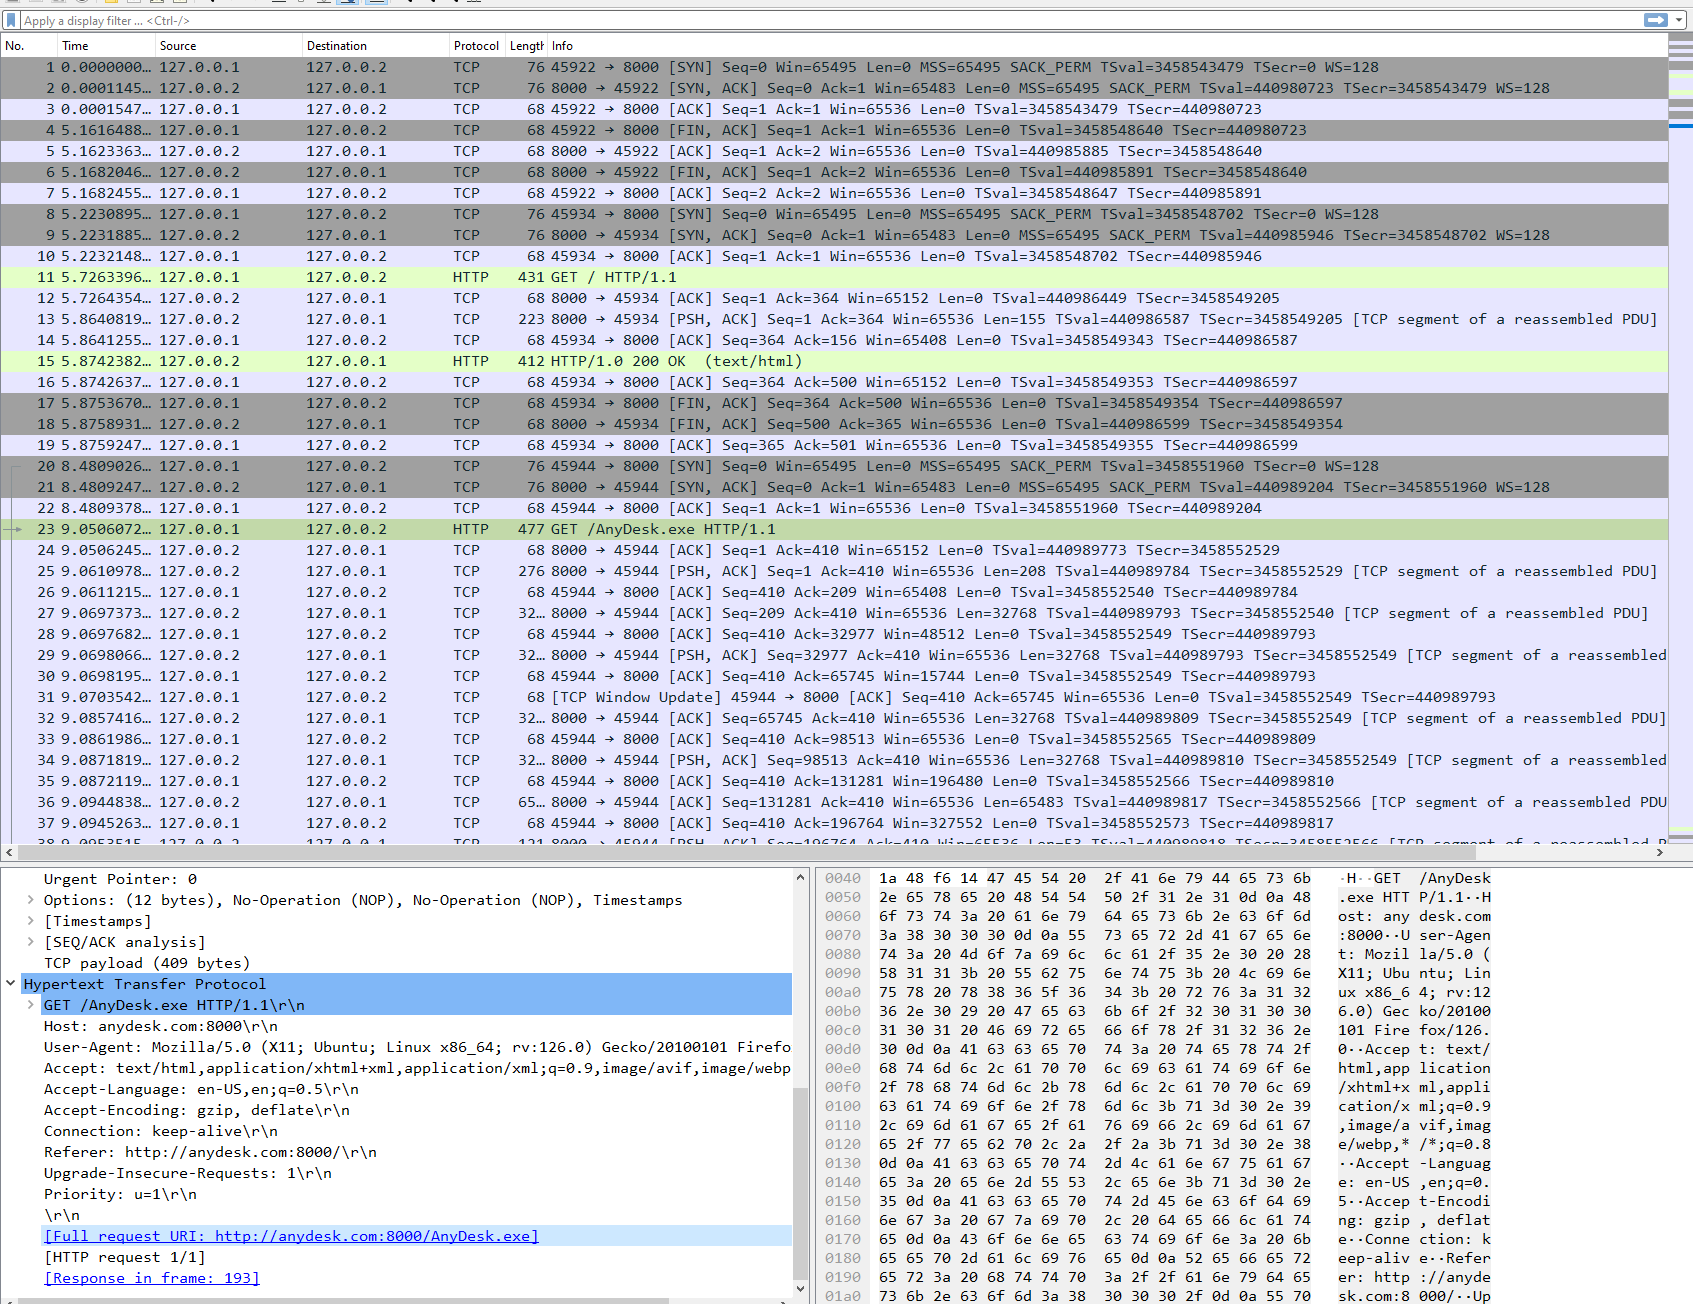 Apply a display filter ... <Ctrl-/>
No. Time Source Destination Protocol Length Info
1 0.0000000… 127.0.0.1 127.0.0.2 TCP 76 45922 → 8000 [SYN] Seq=0 Win=65495 Len=0 MSS=65495 SACK_PERM TSval=3458543479 TSecr=0 WS=128
2 0.0001145… 127.0.0.2 127.0.0.1 TCP 76 8000 → 45922 [SYN, ACK] Seq=0 Ack=1 Win=65483 Len=0 MSS=65495 SACK_PERM TSval=440980723 TSecr=3458543479 WS=128
3 0.0001547… 127.0.0.1 127.0.0.2 TCP 68 45922 → 8000 [ACK] Seq=1 Ack=1 Win=65536 Len=0 TSval=3458543479 TSecr=440980723
4 5.1616488… 127.0.0.1 127.0.0.2 TCP 68 45922 → 8000 [FIN, ACK] Seq=1 Ack=1 Win=65536 Len=0 TSval=3458548640 TSecr=440980723
5 5.1623363… 127.0.0.2 127.0.0.1 TCP 68 8000 → 45922 [ACK] Seq=1 Ack=2 Win=65536 Len=0 TSval=440985885 TSecr=3458548640
6 5.1682046… 127.0.0.2 127.0.0.1 TCP 68 8000 → 45922 [FIN, ACK] Seq=1 Ack=2 Win=65536 Len=0 TSval=440985891 TSecr=3458548640
7 5.1682455… 127.0.0.1 127.0.0.2 TCP 68 45922 → 8000 [ACK] Seq=2 Ack=2 Win=65536 Len=0 TSval=3458548647 TSecr=440985891
8 5.2230895… 127.0.0.1 127.0.0.2 TCP 76 45934 → 8000 [SYN] Seq=0 Win=65495 Len=0 MSS=65495 SACK_PERM TSval=3458548702 TSecr=0 WS=128
9 5.2231885… 127.0.0.2 127.0.0.1 TCP 76 8000 → 45934 [SYN, ACK] Seq=0 Ack=1 Win=65483 Len=0 MSS=65495 SACK_PERM TSval=440985946 TSecr=3458548702 WS=128
10 5.2232148… 127.0.0.1 127.0.0.2 TCP 68 45934 → 8000 [ACK] Seq=1 Ack=1 Win=65536 Len=0 TSval=3458548702 TSecr=440985946
11 5.7263396… 127.0.0.1 127.0.0.2 HTTP 431 GET / HTTP/1.1
12 5.7264354… 127.0.0.2 127.0.0.1 TCP 68 8000 → 45934 [ACK] Seq=1 Ack=364 Win=65152 Len=0 TSval=440986449 TSecr=3458549205
13 5.8640819… 127.0.0.2 127.0.0.1 TCP 223 8000 → 45934 [PSH, ACK] Seq=1 Ack=364 Win=65536 Len=155 TSval=440986587 TSecr=3458549205 [TCP segment of a reassembled PDU]
14 5.8641255… 127.0.0.1 127.0.0.2 TCP 68 45934 → 8000 [ACK] Seq=364 Ack=156 Win=65408 Len=0 TSval=3458549343 TSecr=440986587
15 5.8742382… 127.0.0.2 127.0.0.1 HTTP 412 HTTP/1.0 200 OK (text/html)
16 5.8742637… 127.0.0.1 127.0.0.2 TCP 68 45934 → 8000 [ACK] Seq=364 Ack=500 Win=65152 Len=0 TSval=3458549353 TSecr=440986597
17 5.8753670… 127.0.0.1 127.0.0.2 TCP 68 45934 → 8000 [FIN, ACK] Seq=364 Ack=500 Win=65536 Len=0 TSval=3458549354 TSecr=440986597
18 5.8758931… 127.0.0.2 127.0.0.1 TCP 68 8000 → 45934 [FIN, ACK] Seq=500 Ack=365 Win=65536 Len=0 TSval=440986599 TSecr=3458549354
19 5.8759247… 127.0.0.1 127.0.0.2 TCP 68 45934 → 8000 [ACK] Seq=365 Ack=501 Win=65536 Len=0 TSval=3458549355 TSecr=440986599
20 8.4809026… 127.0.0.1 127.0.0.2 TCP 76 45944 → 8000 [SYN] Seq=0 Win=65495 Len=0 MSS=65495 SACK_PERM TSval=3458551960 TSecr=0 WS=128
21 8.4809247… 127.0.0.2 127.0.0.1 TCP 76 8000 → 45944 [SYN, ACK] Seq=0 Ack=1 Win=65483 Len=0 MSS=65495 SACK_PERM TSval=440989204 TSecr=3458551960 WS=128
22 8.4809378… 127.0.0.1 127.0.0.2 TCP 68 45944 → 8000 [ACK] Seq=1 Ack=1 Win=65536 Len=0 TSval=3458551960 TSecr=440989204
23 9.0506072… 127.0.0.1 127.0.0.2 HTTP 477 GET /AnyDesk.exe HTTP/1.1
24 9.0506245… 127.0.0.2 127.0.0.1 TCP 68 8000 → 45944 [ACK] Seq=1 Ack=410 Win=65152 Len=0 TSval=440989773 TSecr=3458552529
25 9.0610978… 127.0.0.2 127.0.0.1 TCP 276 8000 → 45944 [PSH, ACK] Seq=1 Ack=410 Win=65536 Len=208 TSval=440989784 TSecr=3458552529 [TCP segment of a reassembled PDU]
26 9.0611215… 127.0.0.1 127.0.0.2 TCP 68 45944 → 8000 [ACK] Seq=410 Ack=209 Win=65408 Len=0 TSval=3458552540 TSecr=440989784
27 9.0697373… 127.0.0.2 127.0.0.1 TCP 32… 8000 → 45944 [ACK] Seq=209 Ack=410 Win=65536 Len=32768 TSval=440989793 TSecr=3458552540 [TCP segment of a reassembled PDU]
28 9.0697682… 127.0.0.1 127.0.0.2 TCP 68 45944 → 8000 [ACK] Seq=410 Ack=32977 Win=48512 Len=0 TSval=3458552549 TSecr=440989793
29 9.0698066… 127.0.0.2 127.0.0.1 TCP 32… 8000 → 45944 [PSH, ACK] Seq=32977 Ack=410 Win=65536 Len=32768 TSval=440989793 TSecr=3458552549 [TCP segment of a reassembled
30 9.0698195… 127.0.0.1 127.0.0.2 TCP 68 45944 → 8000 [ACK] Seq=410 Ack=65745 Win=15744 Len=0 TSval=3458552549 TSecr=440989793
31 9.0703542… 127.0.0.1 127.0.0.2 TCP 68 [TCP Window Update] 45944 → 8000 [ACK] Seq=410 Ack=65745 Win=65536 Len=0 TSval=3458552549 TSecr=440989793
32 9.0857416… 127.0.0.2 127.0.0.1 TCP 32… 8000 → 45944 [ACK] Seq=65745 Ack=410 Win=65536 Len=32768 TSval=440989809 TSecr=3458552549 [TCP segment of a reassembled PDU]
33 9.0861986… 127.0.0.1 127.0.0.2 TCP 68 45944 → 8000 [ACK] Seq=410 Ack=98513 Win=65536 Len=0 TSval=3458552565 TSecr=440989809
34 9.0871819… 127.0.0.2 127.0.0.1 TCP 32… 8000 → 45944 [PSH, ACK] Seq=98513 Ack=410 Win=65536 Len=32768 TSval=440989810 TSecr=3458552549 [TCP segment of a reassembled
35 9.0872119… 127.0.0.1 127.0.0.2 TCP 68 45944 → 8000 [ACK] Seq=410 Ack=131281 Win=196480 Len=0 TSval=3458552566 TSecr=440989810
36 9.0944838… 127.0.0.2 127.0.0.1 TCP 65… 8000 → 45944 [ACK] Seq=131281 Ack=410 Win=65536 Len=65483 TSval=440989817 TSecr=3458552566 [TCP segment of a reassembled PDU
37 9.0945263… 127.0.0.1 127.0.0.2 TCP 68 45944 → 8000 [ACK] Seq=410 Ack=196764 Win=327552 Len=0 TSval=3458552573 TSecr=440989817
Urgent Pointer: 0
Options: (12 bytes), No-Operation (NOP), No-Operation (NOP), Timestamps
[Timestamps]
[SEQ/ACK analysis]
TCP payload (409 bytes)
Hypertext Transfer Protocol
GET /AnyDesk.exe HTTP/1.1\r\n
Host: anydesk.com:8000\r\n
User-Agent: Mozilla/5.0 (X11; Ubuntu; Linux x86_64; rv:126.0) Gecko/20100101 Firefo
Accept: text/html,application/xhtml+xml,application/xml;q=0.9,image/avif,image/webp
Accept-Language: en-US,en;q=0.5\r\n
Accept-Encoding: gzip, deflate\r\n
Connection: keep-alive\r\n
Referer: http://anydesk.com:8000/\r\n
Upgrade-Insecure-Requests: 1\r\n
Priority: u=1\r\n
\r\n
[Full request URI: http://anydesk.com:8000/AnyDesk.exe]
[HTTP request 1/1]
[Response in frame: 193]
0040 1a 48 f6 14 47 45 54 20 2f 41 6e 79 44 65 73 6b ·H··GET /AnyDesk
0050 2e 65 78 65 20 48 54 54 50 2f 31 2e 31 0d 0a 48 .exe HTT P/1.1··H
0060 6f 73 74 3a 20 61 6e 79 64 65 73 6b 2e 63 6f 6d ost: any desk.com
0070 3a 38 30 30 30 0d 0a 55 73 65 72 2d 41 67 65 6e :8000··U ser-Agen
0080 74 3a 20 4d 6f 7a 69 6c 6c 61 2f 35 2e 30 20 28 t: Mozil la/5.0 (
0090 58 31 31 3b 20 55 62 75 6e 74 75 3b 20 4c 69 6e X11; Ubu ntu; Lin
00a0 75 78 20 78 38 36 5f 36 34 3b 20 72 76 3a 31 32 ux x86_6 4; rv:12
00b0 36 2e 30 29 20 47 65 63 6b 6f 2f 32 30 31 30 30 6.0) Gec ko/20100
00c0 31 30 31 20 46 69 72 65 66 6f 78 2f 31 32 36 2e 101 Fire fox/126.
00d0 30 0d 0a 41 63 63 65 70 74 3a 20 74 65 78 74 2f 0··Accep t: text/
00e0 68 74 6d 6c 2c 61 70 70 6c 69 63 61 74 69 6f 6e html,app lication
00f0 2f 78 68 74 6d 6c 2b 78 6d 6c 2c 61 70 70 6c 69 /xhtml+x ml,appli
0100 63 61 74 69 6f 6e 2f 78 6d 6c 3b 71 3d 30 2e 39 cation/x ml;q=0.9
0110 2c 69 6d 61 67 65 2f 61 76 69 66 2c 69 6d 61 67 ,image/a vif,imag
0120 65 2f 77 65 62 70 2c 2a 2f 2a 3b 71 3d 30 2e 38 e/webp,* /*;q=0.8
0130 0d 0a 41 63 63 65 70 74 2d 4c 61 6e 67 75 61 67 ··Accept -Languag
0140 65 3a 20 65 6e 2d 55 53 2c 65 6e 3b 71 3d 30 2e e: en-US ,en;q=0.
0150 35 0d 0a 41 63 63 65 70 74 2d 45 6e 63 6f 64 69 5··Accep t-Encodi
0160 6e 67 3a 20 67 7a 69 70 2c 20 64 65 66 6c 61 74 ng: gzip , deflat
0170 65 0d 0a 43 6f 6e 6e 65 63 74 69 6f 6e 3a 20 6b e··Conne ction: k
0180 65 65 70 2d 61 6c 69 76 65 0d 0a 52 65 66 65 72 eep-aliv e··Refer
0190 65 72 3a 20 68 74 74 70 3a 2f 2f 61 6e 79 64 65 er: http ://anyde
01a0 73 6b 2e 63 6f 6d 3a 38 30 30 30 2f 0d 0a 55 70 sk.com:8 000/··Up